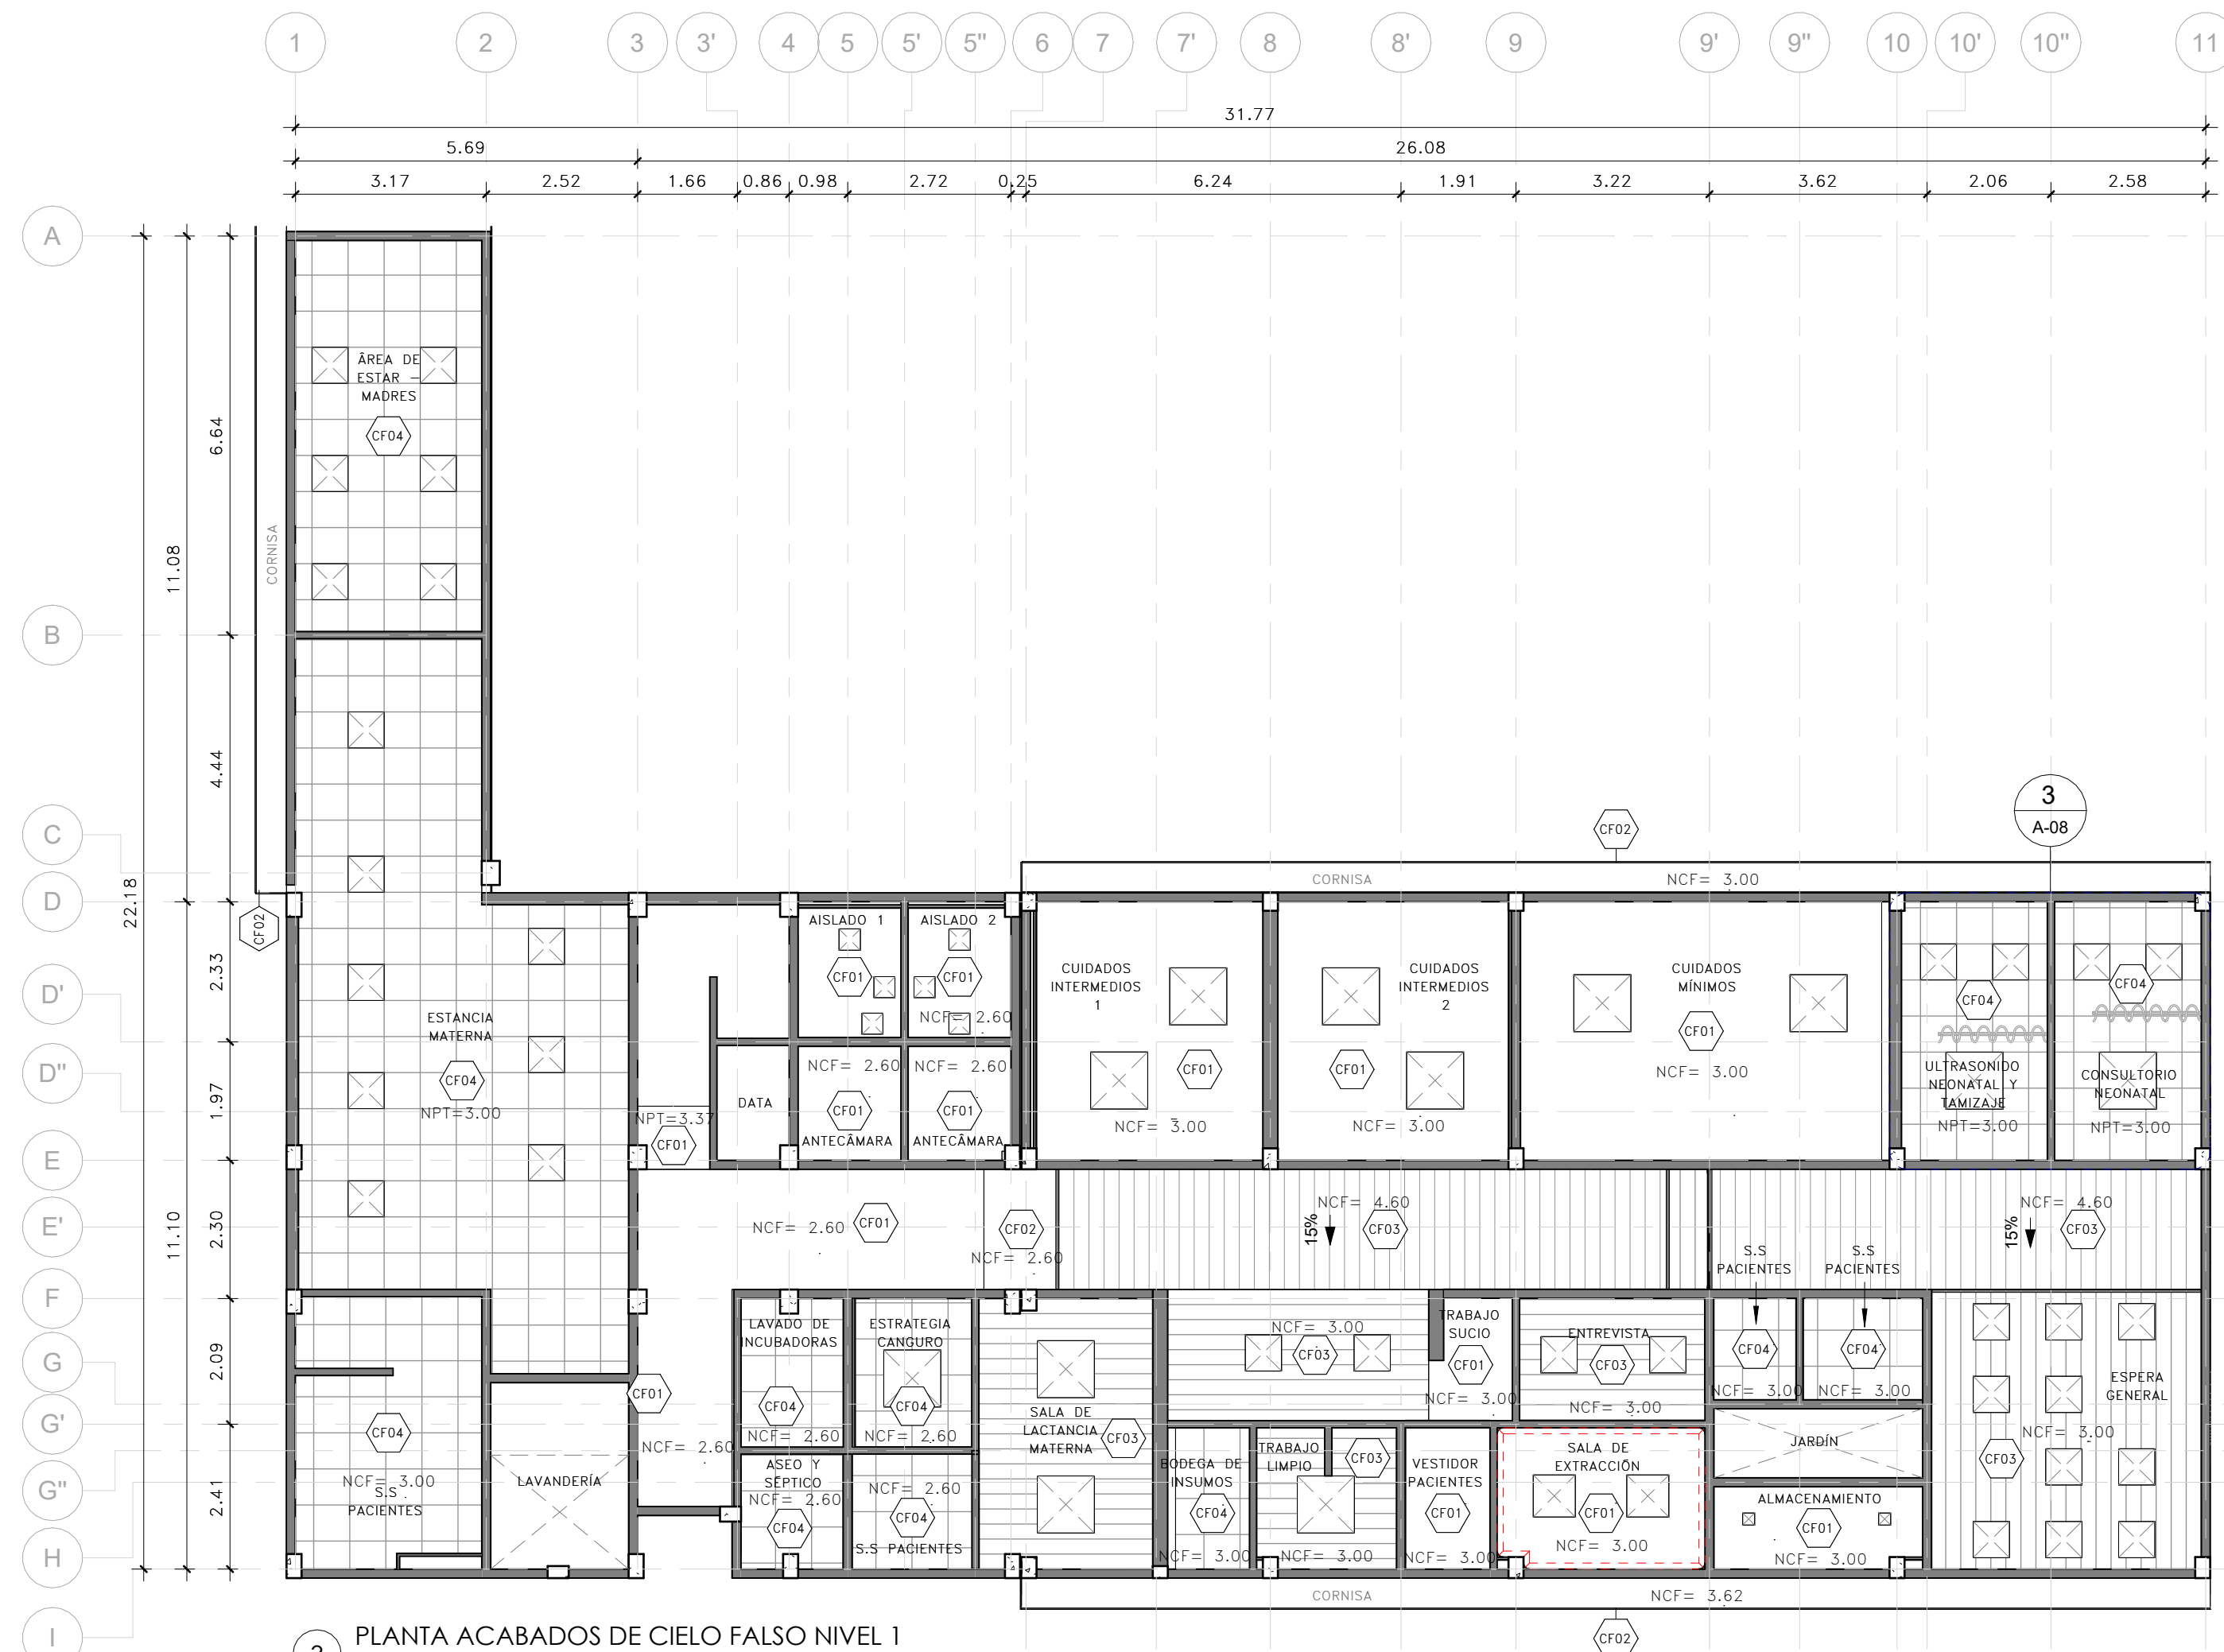 1 2 3 3' 4 5 5' 5" 6 7 7' 8 8' 9 9' 9" 10 10' 10" 11
31.77
5.69 26.08
3.17 2.52 1.66 0.86 0.98 2.72 0.25 6.24 1.91 3.22 3.62 2.06 2.58
A
B
C
D
D'
D"
E
E'
F
G
G'
G"
H
I
22.18
11.08
11.10
6.64
4.44
2.33
1.97
2.30
2.09
2.41
CORNISA
CF02
ÂREA DE
ESTAR –
MADRES
CF04
ESTANCIA
MATERNA
CF04
NPT=3.00
NPT=3.37
CF01
DATA
AISLADO 1
CF01
AISLADO 2
CF01
NCF= 2.60
NCF= 2.60
CF01
ANTECÂMARA
NCF= 2.60
CF01
ANTECÂMARA
CUIDADOS
INTERMEDIOS
1
CF01
NCF= 3.00
CUIDADOS
INTERMEDIOS
2
CF01
NCF= 3.00
CF02
CORNISA
NCF= 3.00
CUIDADOS
MÍNIMOS
CF01
NCF= 3.00
3
A-08
CF04
ULTRASONIDO
NEONATAL Y
TAMIZAJE
NPT=3.00
CF04
CONSULTORIO
NEONATAL
NPT=3.00
NCF= 2.60
CF01
CF02
NCF= 2.60
15%
NCF= 4.60
CF03
15%
NCF= 4.60
CF03
S.S
PACIENTES
S.S
PACIENTES
CF04
NCF= 3.00
CF04
NCF= 3.00
CF04
NCF= 3.00
S.S
PACIENTES
LAVANDERÍA
CF01
NCF= 2.60
LAVADO DE
INCUBADORAS
CF04
NCF= 2.60
ESTRATEGIA
CANGURO
CF04
NCF= 2.60
ASEO Y
SÉPTICO
NCF= 2.60
CF04
NCF= 2.60
CF04
S.S PACIENTES
SALA DE
LACTANCIA
MATERNA
CF03
NCF= 3.00
CF03
TRABAJO
SUCIO
CF01
NCF= 3.00
ENTREVISTA
CF03
NCF= 3.00
BODEGA DE
INSUMOS
CF04
NCF= 3.00
TRABAJO
LIMPIO
CF03
NCF= 3.00
VESTIDOR
PACIENTES
CF01
NCF= 3.00
SALA DE
EXTRACCIÓN
CF01
NCF= 3.00
JARDÍN
ALMACENAMIENTO
CF01
NCF= 3.00
ESPERA
GENERAL
NCF= 3.00
CF03
CORNISA
NCF= 3.62
CF02
PLANTA ACABADOS DE CIELO FALSO NIVEL 1